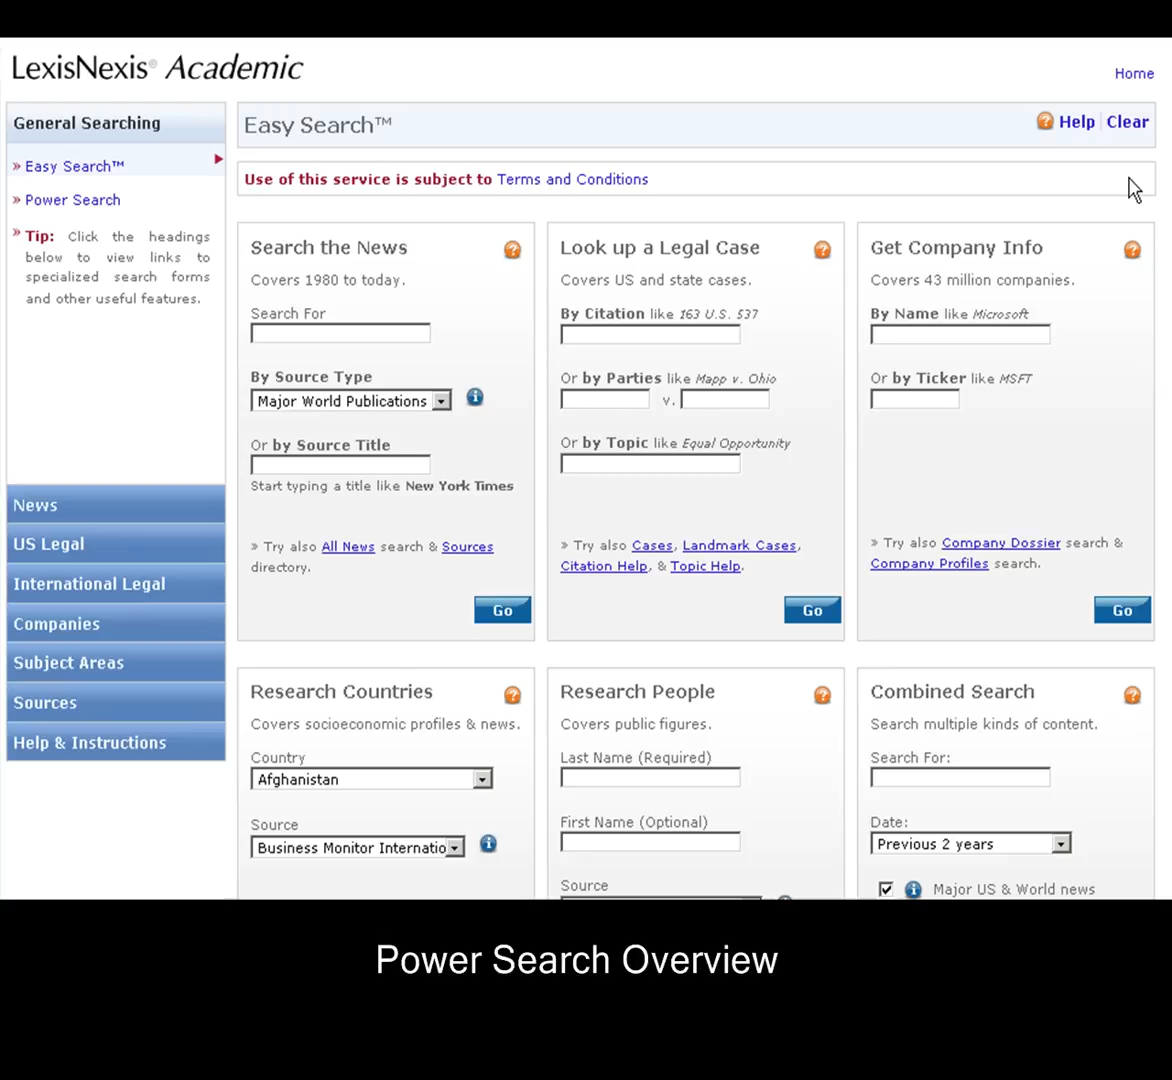 LexisNexis® Academic
Home
General Searching
» Easy Search™
» Power Search
» Tip: Click the headings
below to view links to
specialized search forms
and other useful features.
News
US Legal
International Legal
Companies
Subject Areas
Sources
Help & Instructions
Easy Search™
? Help | Clear
Use of this service is subject to Terms and Conditions
Search the News ?
Covers 1980 to today.
Search For
By Source Type
Major World Publications i
Or by Source Title
Start typing a title like New York Times
» Try also All News search & Sources
directory.
Go
Look up a Legal Case ?
Covers US and state cases.
By Citation like 163 U.S. 537
Or by Parties like Mapp v. Ohio
v.
Or by Topic like Equal Opportunity
» Try also Cases, Landmark Cases,
Citation Help, & Topic Help.
Go
Get Company Info ?
Covers 43 million companies.
By Name like Microsoft
Or by Ticker like MSFT
» Try also Company Dossier search &
Company Profiles search.
Go
Research Countries ?
Covers socioeconomic profiles & news.
Country
Afghanistan
Source
Business Monitor Internatio i
Research People ?
Covers public figures.
Last Name (Required)
First Name (Optional)
Source
Combined Search ?
Search multiple kinds of content.
Search For:
Date:
Previous 2 years
i Major US & World news
Power Search Overview